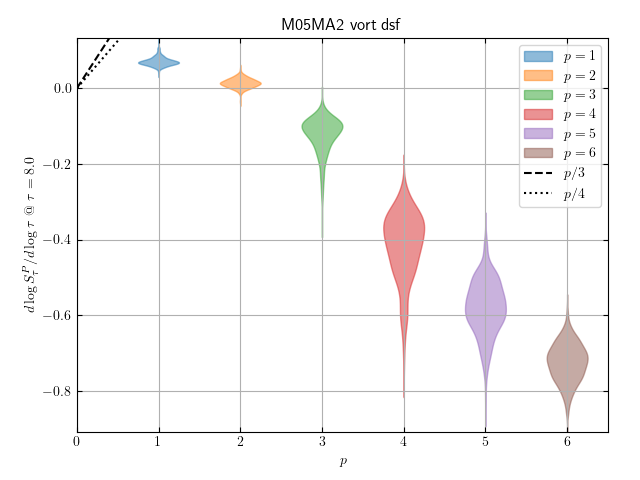 M05MA2 vort dsf
d log S_τ^P / d log τ @ τ = 8.0
0.0
−0.2
−0.4
−0.6
−0.8
0 1 2 3 4 5 6
p
p = 1
p = 2
p = 3
p = 4
p = 5
p = 6
p/3
p/4